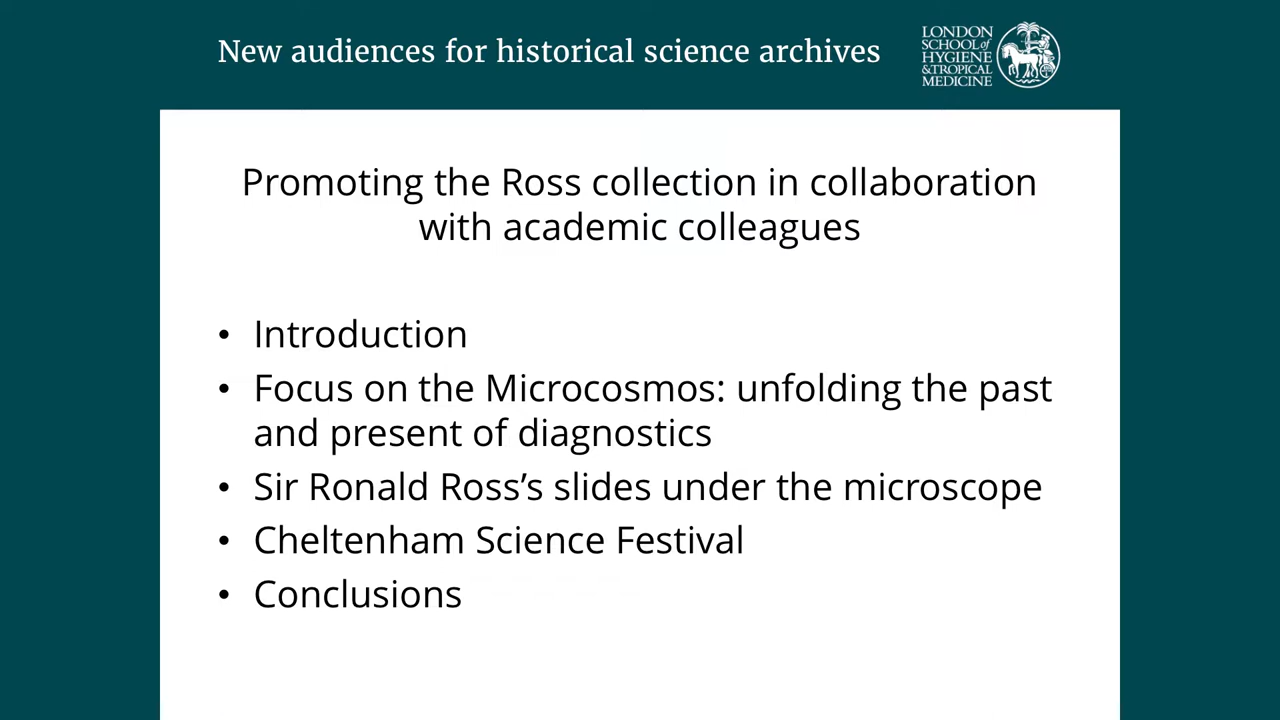 New audiences for historical science archives
LONDON
SCHOOL of
HYGIENE
& TROPICAL
MEDICINE
Promoting the Ross collection in collaboration
with academic colleagues
• Introduction
• Focus on the Microcosmos: unfolding the past
and present of diagnostics
• Sir Ronald Ross’s slides under the microscope
• Cheltenham Science Festival
• Conclusions